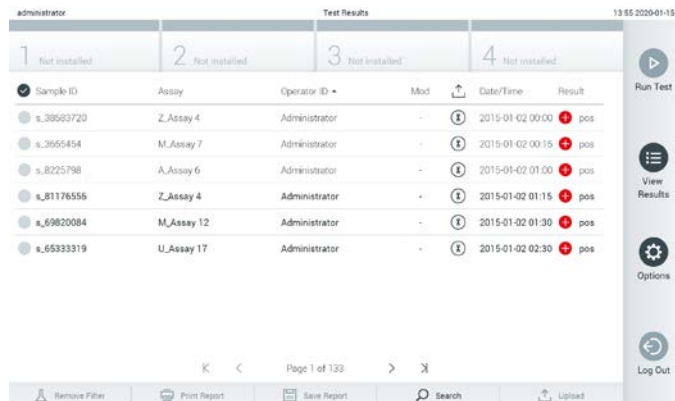 administrator Test Results 13:55 2020-01-15
1 Not installed 2 Not installed 3 Not installed 4 Not installed
Run Test
Sample ID Assay Operator ID Mod Date/Time Result
s_38583720 Z_Assay 4 Administrator - 2015-01-02 00:00 pos
s_3665454 M_Assay 7 Administrator - 2015-01-02 00:15 pos
s_8225798 A_Assay 6 Administrator - 2015-01-02 01:00 pos
s_81176556 Z_Assay 4 Administrator - 2015-01-02 01:15 pos
s_69820084 M_Assay 12 Administrator - 2015-01-02 01:30 pos
s_65333319 U_Assay 17 Administrator - 2015-01-02 02:30 pos
View
Results
Options
Page 1 of 133
Log Out
Remove Filter Print Report Save Report Search Upload